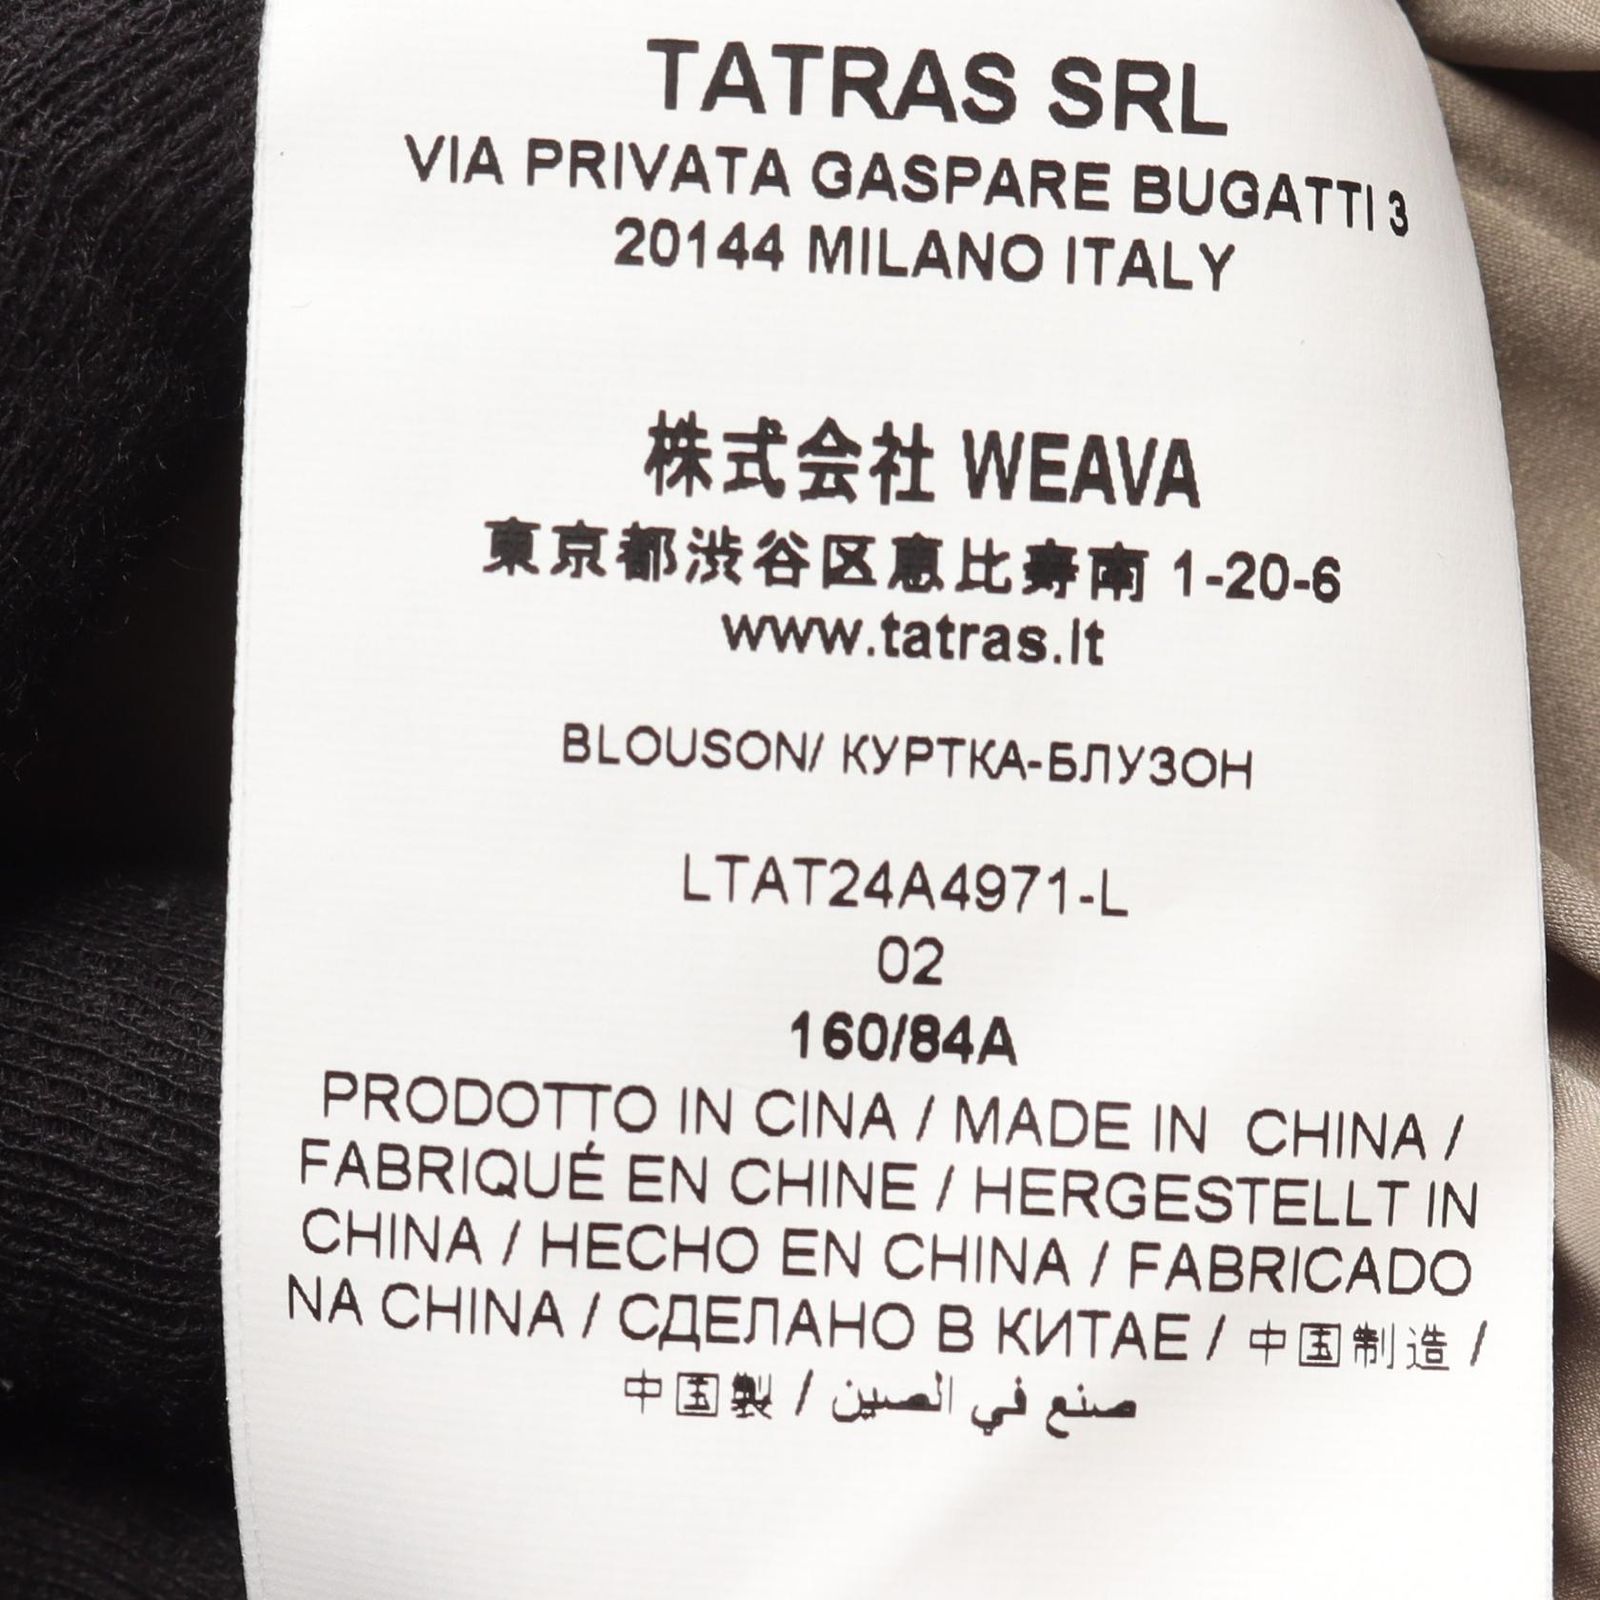 TATRAS SRL
VIA PRIVATA GASPARE BUGATTI 3
20144 MILANO ITALY
株式会社 WEAVA
東京都渋谷区恵比寿南 1-20-6
www.tatras.It
BLOUSON/ КУРТКА-БЛУЗОН
LTAT24A4971-L
02
160/84A
PRODOTTO IN CINA / MADE IN CHINA /
FABRIQUÉ EN CHINE / HERGESTELLT IN
CHINA / HECHO EN CHINA / FABRICADO
NA CHINA / СДЕЛАНО В КИТАЕ / 中国制造 /
中国製 / صنع في الصين